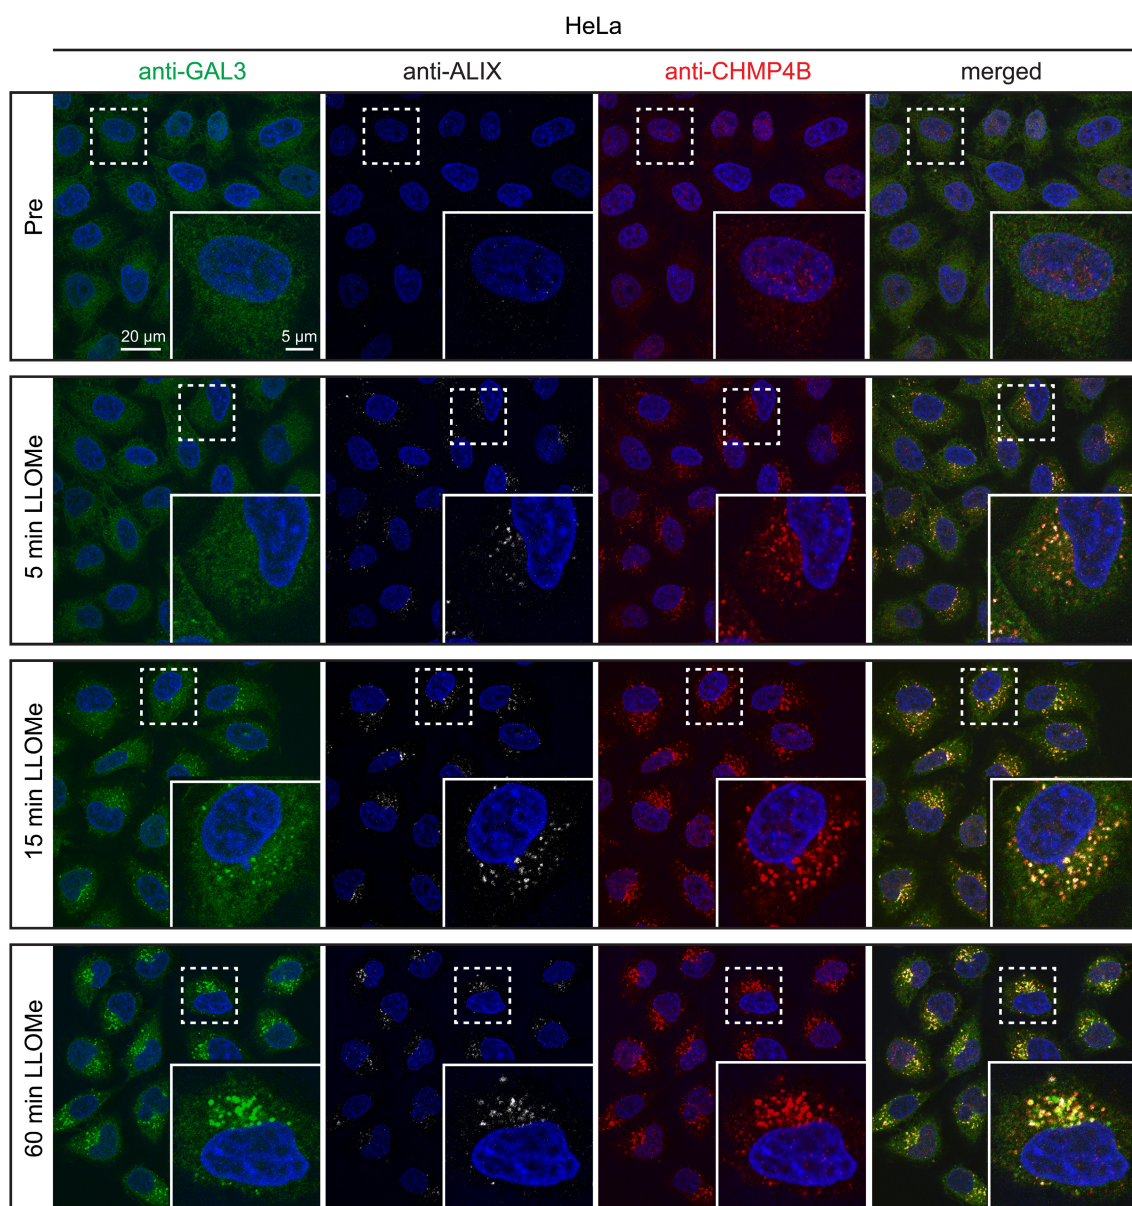 HeLa
anti-GAL3 anti-ALIX anti-CHMP4B merged
Pre
20 µm 5 µm
5 min LLOMe
15 min LLOMe
60 min LLOMe